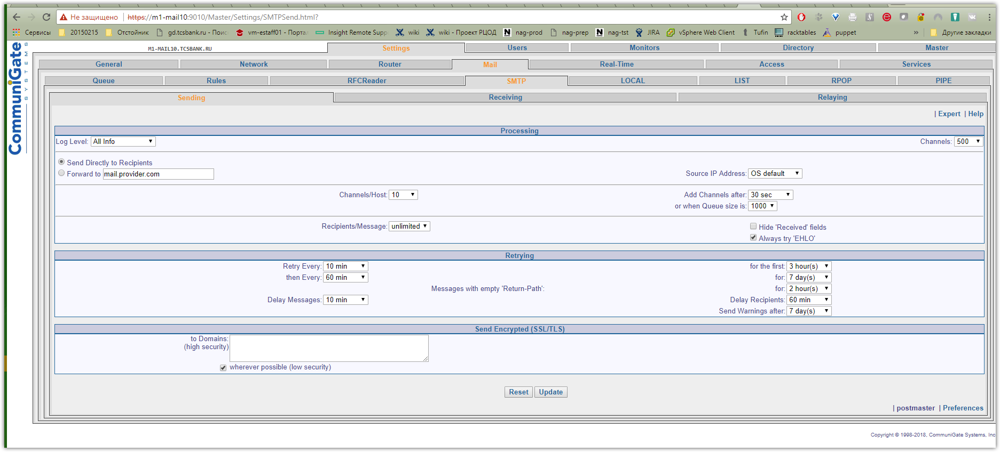 Не защищено | https://m1-mail10:9010/Master/Settings/SMTPSend.html?
Сервисы 20150215 Отстойник gd.tcsbank.ru - Поис vm-estaff01 - Порта Insight Remote Supp wiki wiki - Проект РЦОД nag-prod nag-prep nag-tst JIRA vSphere Web Client Tufin racktables puppet » Другие закладки
CommuniGate
SYSTEMS
M1-MAIL10.TCSBANK.RU Settings Users Monitors Directory Master
General Network Router Mail Real-Time Access Services
Queue Rules RFCReader SMTP LOCAL LIST RPOP PIPE
Sending Receiving Relaying
| Expert | Help
Processing
Log Level: All Info Channels: 500
Send Directly to Recipients
Forward to mail.provider.com Source IP Address: OS default
Channels/Host: 10 Add Channels after: 30 sec
or when Queue size is: 1000
Recipients/Message: unlimited Hide 'Received' fields
Always try 'EHLO'
Retrying
Retry Every: 10 min for the first: 3 hour(s)
then Every: 60 min for: 7 day(s)
Messages with empty 'Return-Path': for: 2 hour(s)
Delay Messages: 10 min Delay Recipients: 60 min
Send Warnings after: 7 day(s)
Send Encrypted (SSL/TLS)
to Domains:
(high security)
wherever possible (low security)
Reset Update
| postmaster | Preferences
Copyright © 1998-2018, CommuniGate Systems, Inc